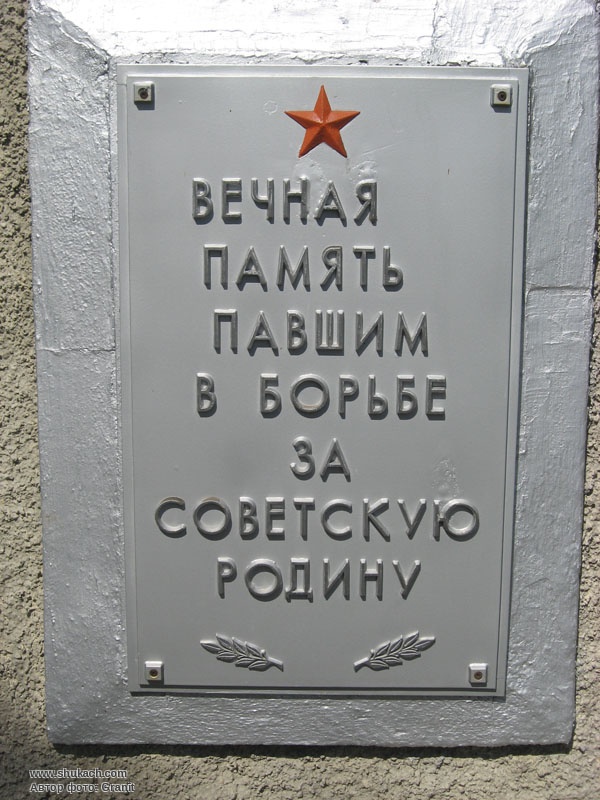 ВЕЧНАЯ
ПАМЯТЬ
ПАВШИМ
В БОРЬБЕ
ЗА
СОВЕТСКУЮ
РОДИНУ
www.shukach.com
Автор фото: Granit